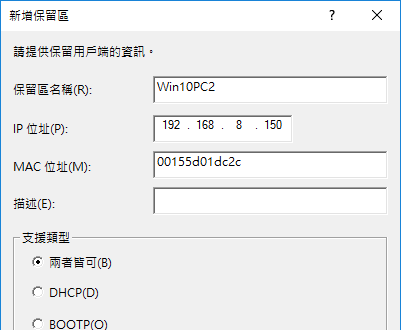 新增保留區
請提供保留用戶端的資訊。
保留區名稱(R): Win10PC2
IP 位址(P): 192 . 168 . 8 . 150
MAC 位址(M): 00155d01dc2c
描述(E):
支援類型
兩者皆可(B)
DHCP(D)
BOOTP(O)